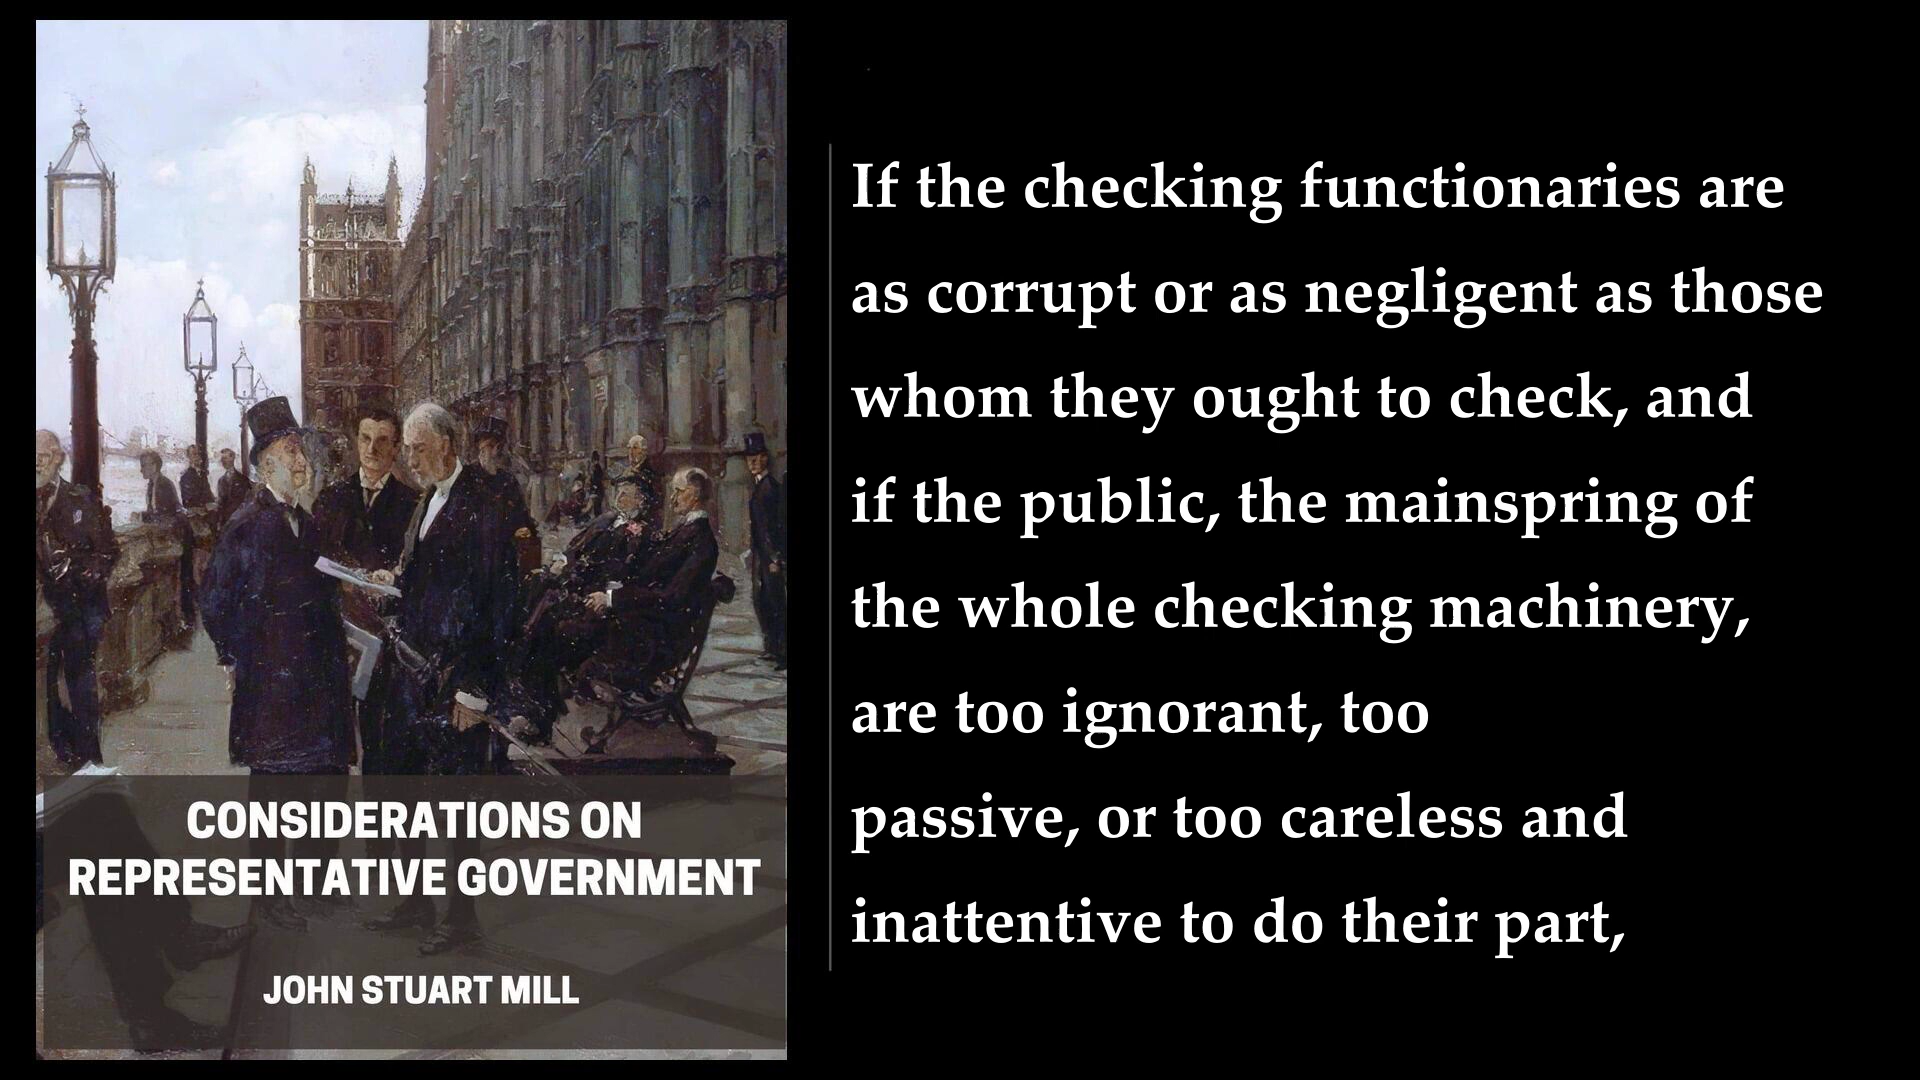 CONSIDERATIONS ON
REPRESENTATIVE GOVERNMENT
JOHN STUART MILL
If the checking functionaries are
as corrupt or as negligent as those
whom they ought to check, and
if the public, the mainspring of
the whole checking machinery,
are too ignorant, too
passive, or too careless and
inattentive to do their part,